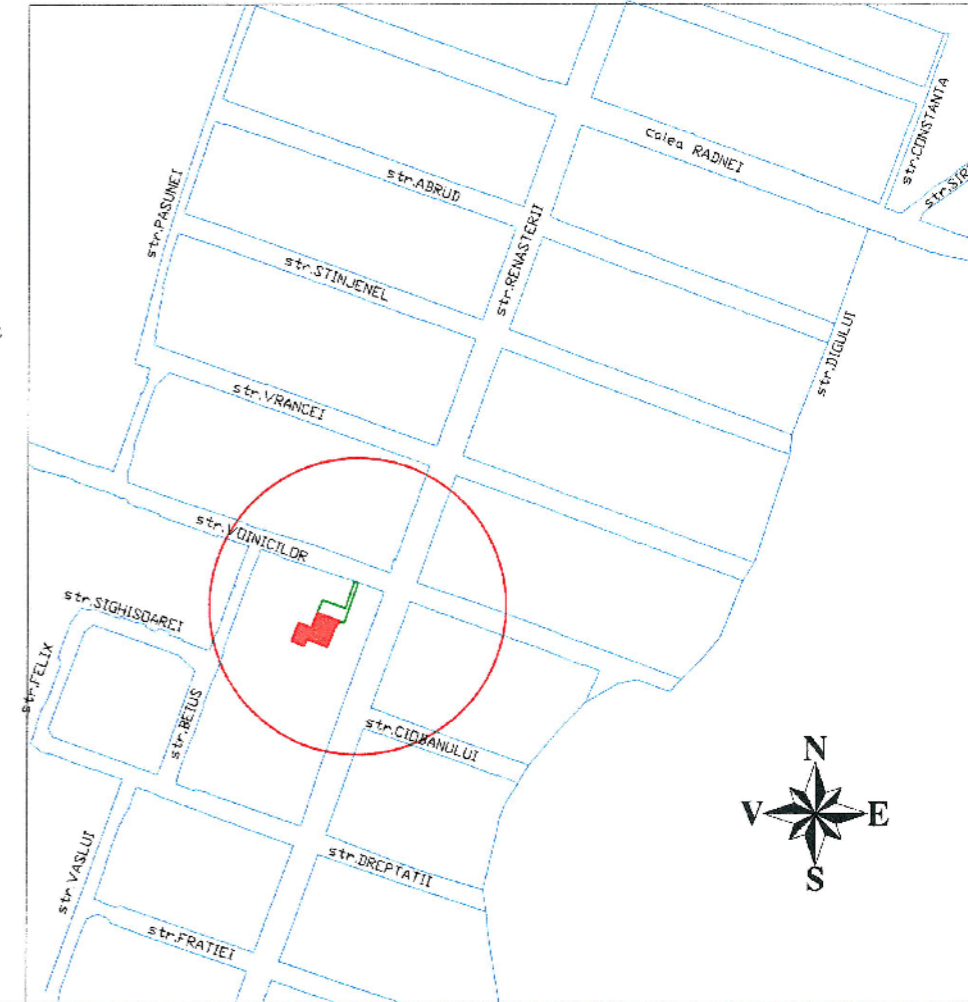 str.CONSTANTA
calea RADNEI
str.ABRUD
str.PASUNEI
str.RENASTERII
str.STINJENEL
str.DIGULUI
str.VRANCEI
str.VOINICILOR
str.SIGHISOAREI
str.FELIX
str.BEIUS
str.CIOBANULUI
N
V
E
S
str.VASLUI
str.DREPTATII
str.FRATIEI